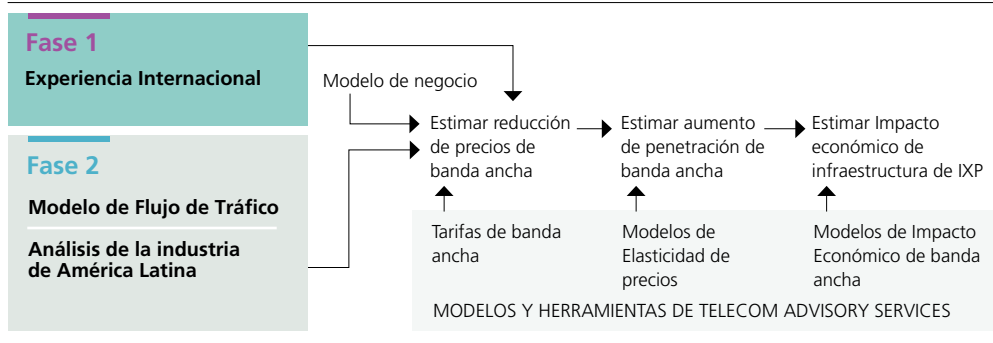 Fase 1
Experiencia Internacional
Fase 2
Modelo de Flujo de Tráfico
Análisis de la industria
de América Latina
Modelo de negocio
Estimar reducción
de precios de
banda ancha
Estimar aumento
de penetración de
banda ancha
Estimar Impacto
económico de
infraestructura de IXP
Tarifas de banda
ancha
Modelos de
Elasticidad de
precios
Modelos de Impacto
Económico de banda
ancha
MODELOS Y HERRAMIENTAS DE TELECOM ADVISORY SERVICES